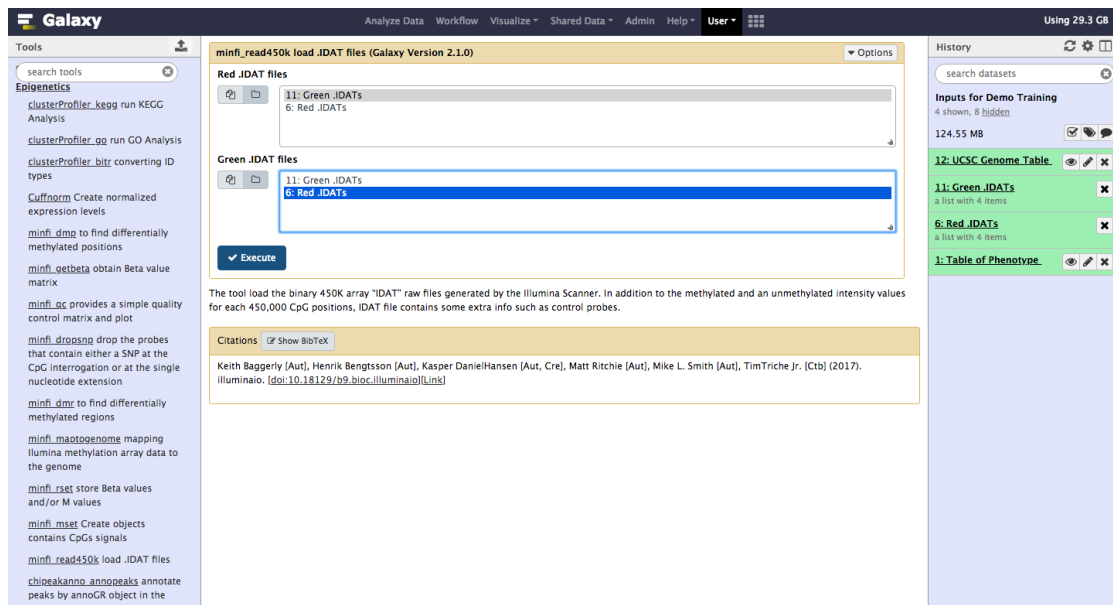 Galaxy
Analyze Data Workflow Visualize Shared Data Admin Help User
Using 29.3 GB
Tools
search tools
Epigenetics
clusterProfiler_kegg run KEGG
Analysis
clusterProfiler_go run GO Analysis
clusterProfiler_bitr converting ID
types
Cuffnorm Create normalized
expression levels
minfi_dmp to find differentially
methylated positions
minfi_getbeta obtain Beta value
matrix
minfi_qc provides a simple quality
control matrix and plot
minfi_dropsnp drop the probes
that contain either a SNP at the
CpG interrogation or at the single
nucleotide extension
minfi_dmr to find differentially
methylated regions
minfi_maptogenome mapping
Ilumina methylation array data to
the genome
minfi_rset store Beta values
and/or M values
minfi_mset Create objects
contains CpGs signals
minfi_read450k load .IDAT files
chipeakanno_annopeaks annotate
peaks by annoGR object in the
minfi_read450k load .IDAT files (Galaxy Version 2.1.0)
Options
Red .IDAT files
11: Green .IDATs
6: Red .IDATs
Green .IDAT files
11: Green .IDATs
6: Red .IDATs
Execute
The tool load the binary 450K array "IDAT" raw files generated by the Illumina Scanner. In addition to the methylated and an unmethylated intensity values
for each 450,000 CpG positions, IDAT file contains some extra info such as control probes.
Citations Show BibTeX
Keith Baggerly [Aut], Henrik Bengtsson [Aut], Kasper DanielHansen [Aut, Cre], Matt Ritchie [Aut], Mike L. Smith [Aut], TimTriche Jr. [Ctb] (2017).
illuminaio. [doi:10.18129/b9.bioc.illuminaio][Link]
History
search datasets
Inputs for Demo Training
4 shown, 8 hidden
124.55 MB
12: UCSC Genome Table
11: Green .IDATs
a list with 4 items
6: Red .IDATs
a list with 4 items
1: Table of Phenotype